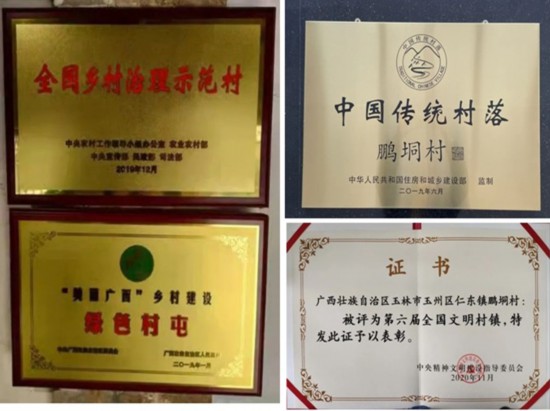 全国乡村治理示范村
中央农村工作领导小组办公室 农业农村部
中央宣传部 民政部 司法部
2019年12月
“美丽广西”乡村建设
绿色村屯
二〇一九年一月
中国传统村落
鹏垌村
中华人民共和国住房和城乡建设部 监制
二〇一九年六月
证书
广西壮族自治区玉林市玉州区仁东镇鹏垌村:
被评为第六届全国文明村镇,特
发此证予以表彰。
中央精神文明建设指导委员会
2020年11月